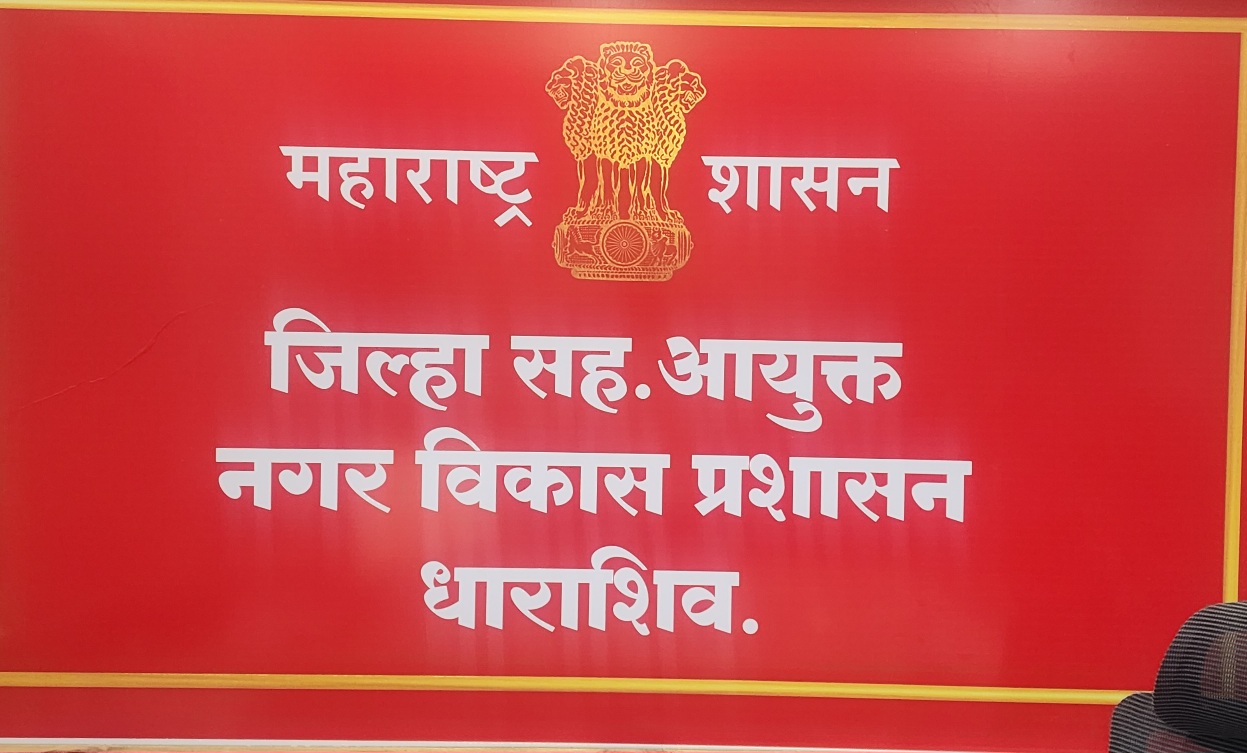 महाराष्ट्र शासन
जिल्हा सह.आयुक्त
नगर विकास प्रशासन
धाराशिव.